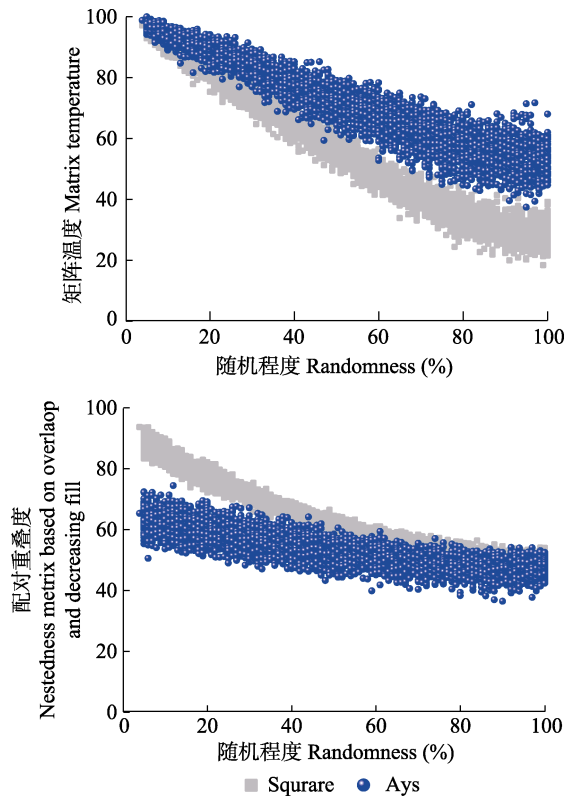 100
80
60
40
20
0
矩阵温度 Matrix temperature
0 20 40 60 80 100
随机程度 Randomness (%)
100
80
60
40
20
0
配对重叠度
Nestedness metrix based on overlaop
and decreasing fill
0 20 40 60 80 100
随机程度 Randomness (%)
Squrare Ays